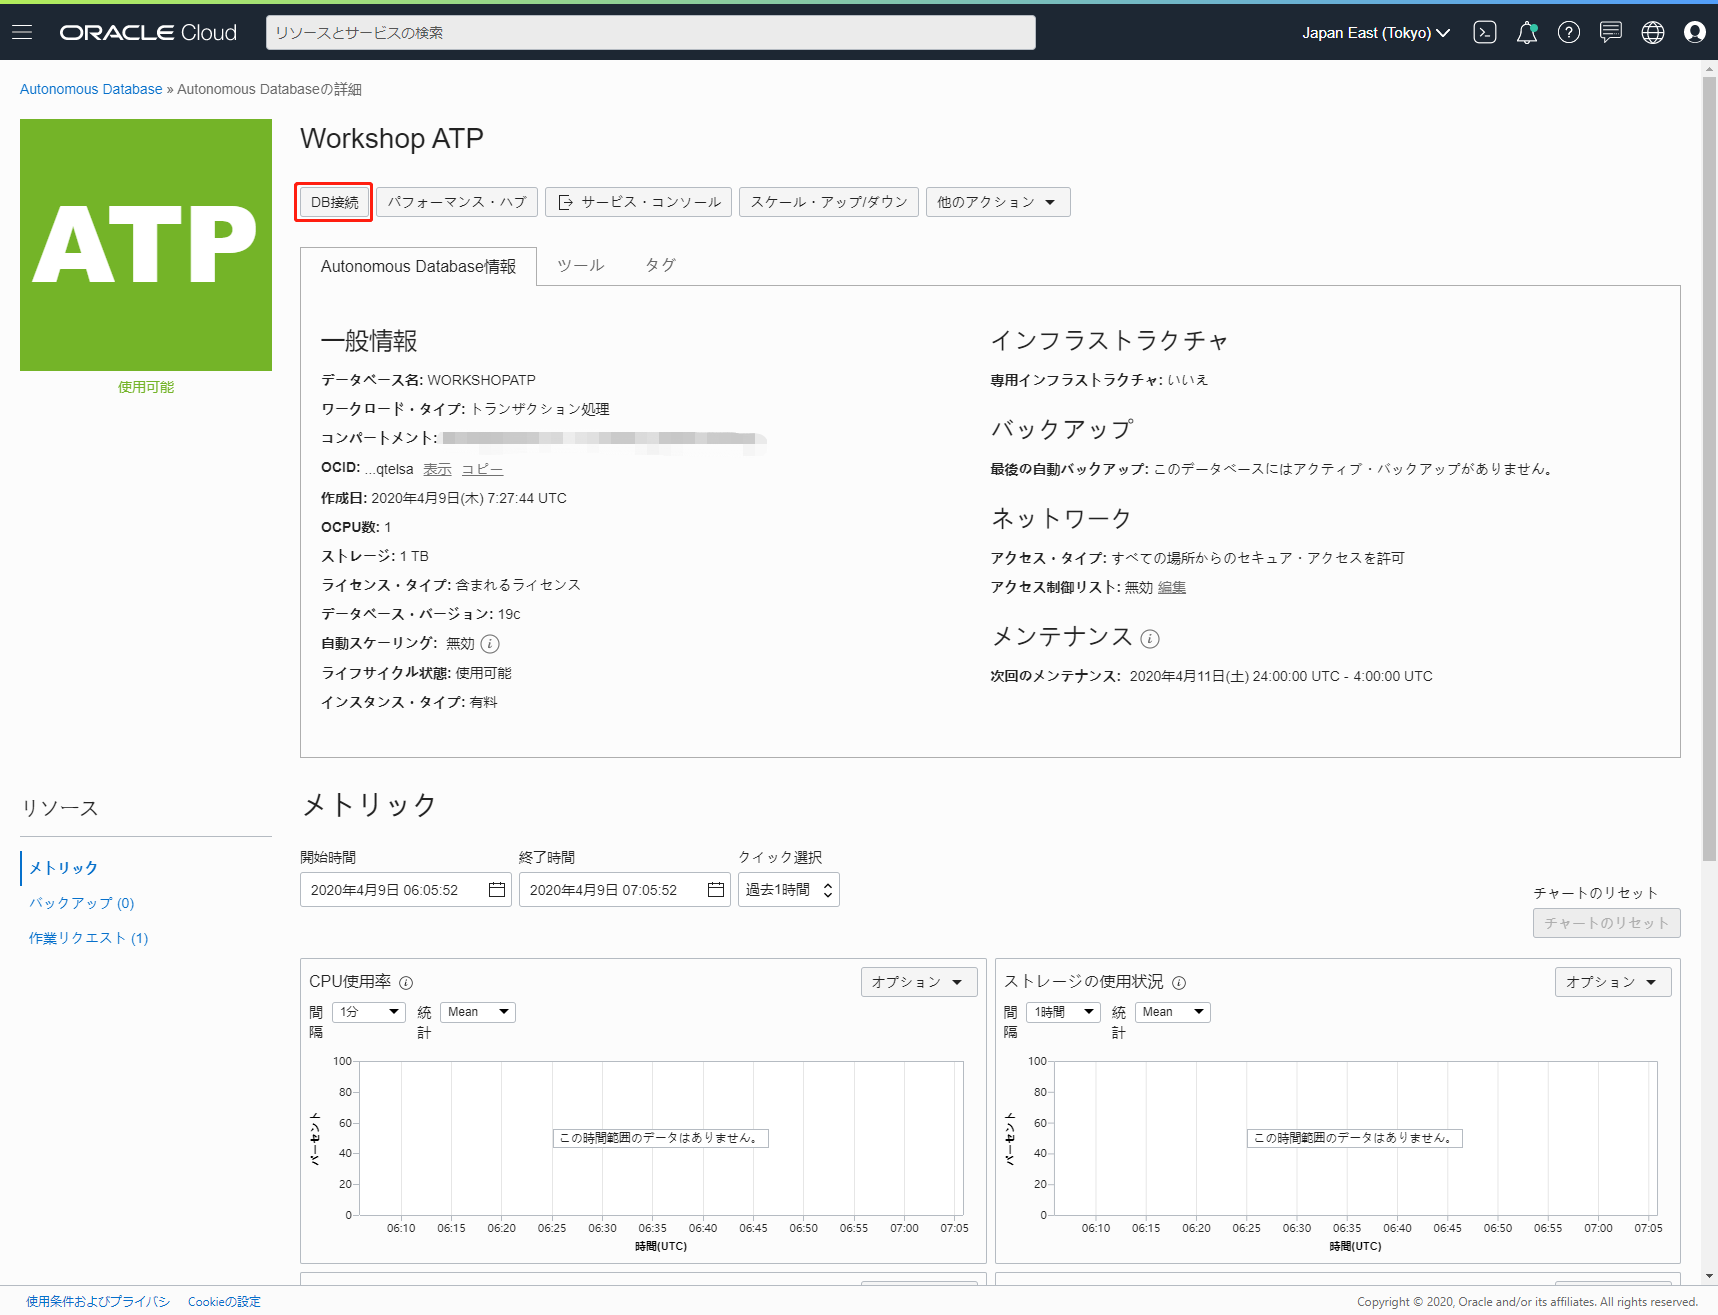 ORACLE Cloud
リソースとサービスの検索
Japan East (Tokyo)
Autonomous Database » Autonomous Databaseの詳細
ATP
使用可能
Workshop ATP
DB接続
パフォーマンス・ハブ
サービス・コンソール
スケール・アップ/ダウン
他のアクション
Autonomous Database情報
ツール
タグ
一般情報
データベース名: WORKSHOPATP
ワークロード・タイプ: トランザクション処理
コンパートメント:
OCID: ...qtelsa 表示 コピー
作成日: 2020年4月9日(木) 7:27:44 UTC
OCPU数: 1
ストレージ: 1 TB
ライセンス・タイプ: 含まれるライセンス
データベース・バージョン: 19c
自動スケーリング: 無効
ライフサイクル状態: 使用可能
インスタンス・タイプ: 有料
インフラストラクチャ
専用インフラストラクチャ: いいえ
バックアップ
最後の自動バックアップ: このデータベースにはアクティブ・バックアップがありません。
ネットワーク
アクセス・タイプ: すべての場所からのセキュア・アクセスを許可
アクセス制御リスト: 無効 編集
メンテナンス
次回のメンテナンス: 2020年4月11日(土) 24:00:00 UTC - 4:00:00 UTC
リソース
メトリック
バックアップ (0)
作業リクエスト (1)
メトリック
開始時間
2020年4月9日 06:05:52
終了時間
2020年4月9日 07:05:52
クイック選択
過去1時間
チャートのリセット
チャートのリセット
CPU使用率
オプション
間隔
1分
統計
Mean
100
80
60
40
20
0
パーセント
この時間範囲のデータはありません。
06:10 06:15 06:20 06:25 06:30 06:35 06:40 06:45 06:50 06:55 07:00 07:05
時間(UTC)
ストレージの使用状況
オプション
間隔
1時間
統計
Mean
100
80
60
40
20
0
パーセント
この時間範囲のデータはありません。
06:10 06:15 06:20 06:25 06:30 06:35 06:40 06:45 06:50 06:55 07:00 07:05
時間(UTC)
使用条件およびプライバシ
Cookieの設定
Copyright © 2020, Oracle and/or its affiliates. All rights reserved.